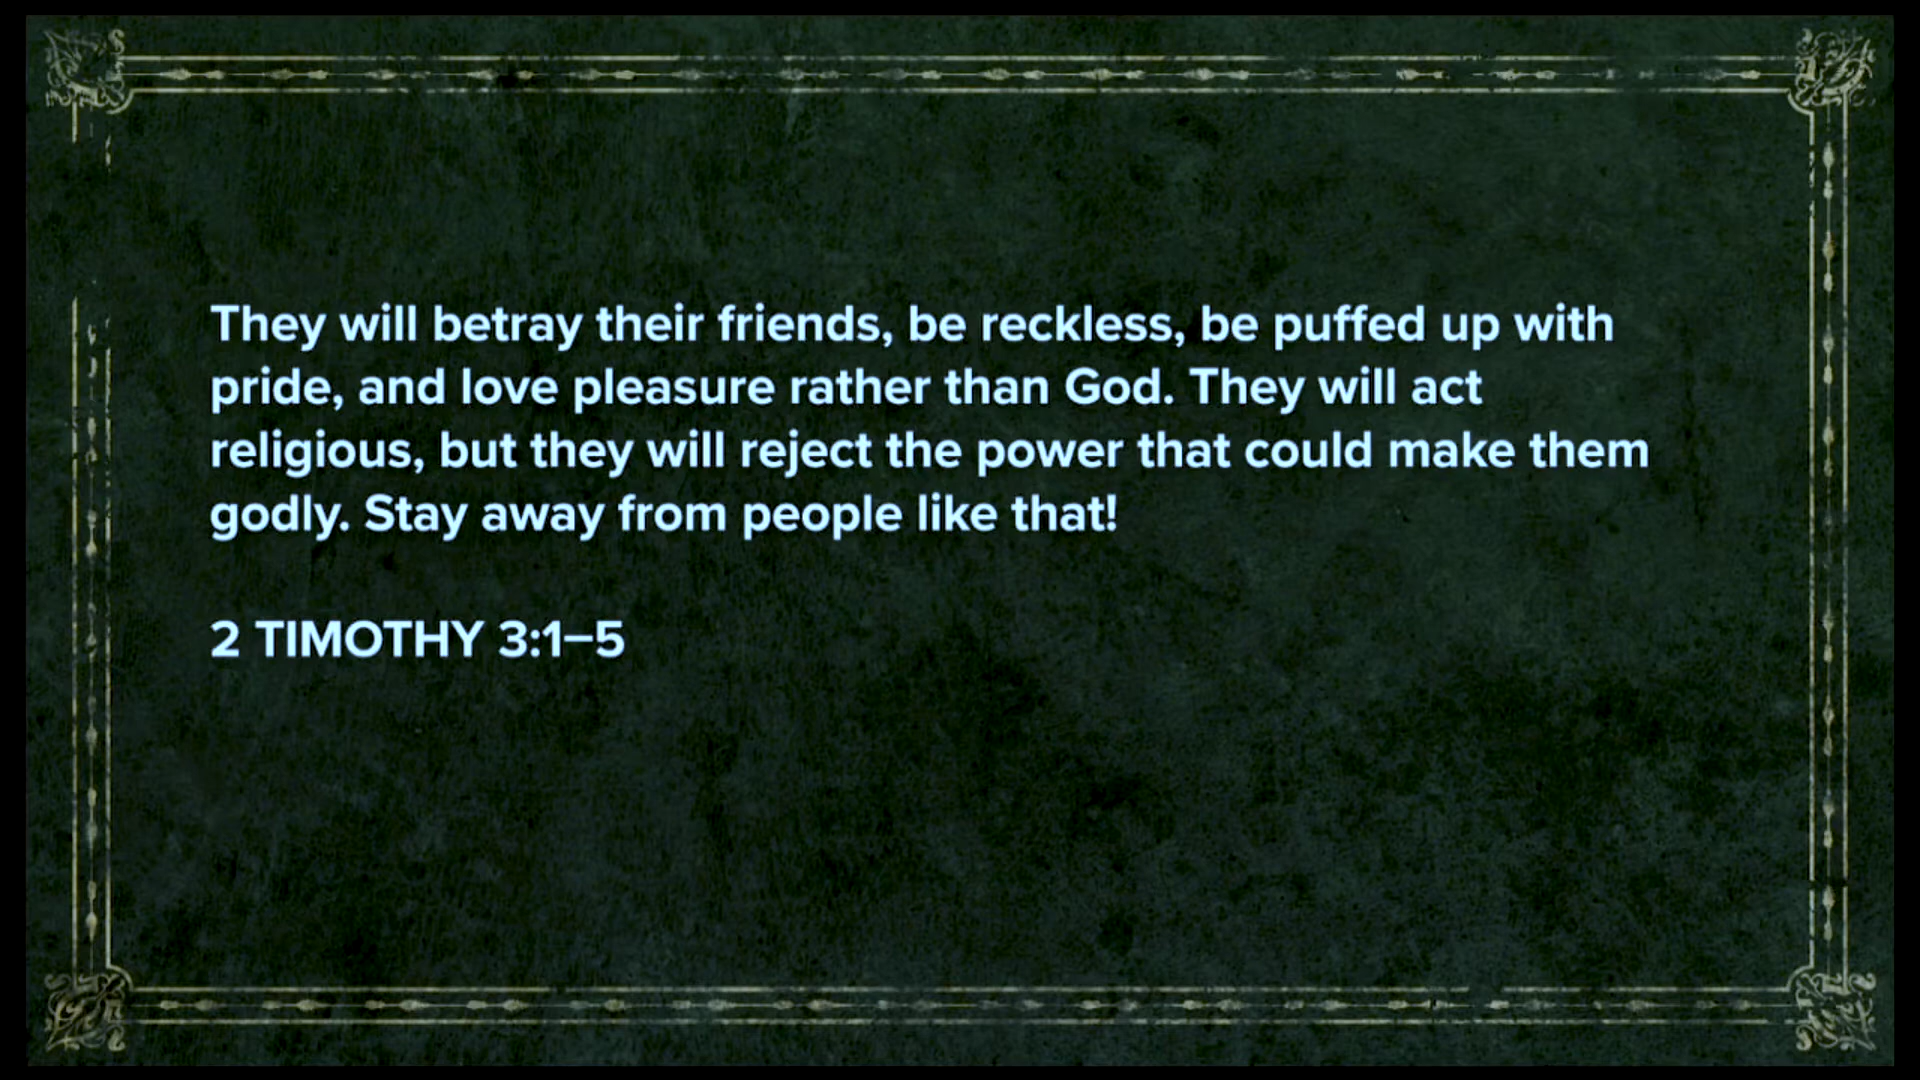 They will betray their friends, be reckless, be puffed up with
pride, and love pleasure rather than God. They will act
religious, but they will reject the power that could make them
godly. Stay away from people like that!
2 TIMOTHY 3:1–5